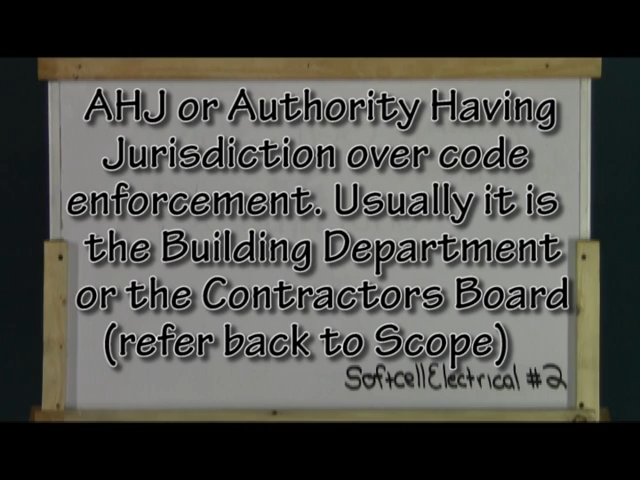 AHJ or Authority Having
Jurisdiction over code
enforcement. Usually it is
the Building Department
or the Contractors Board
(refer back to Scope)
SoftcellElectrical #2